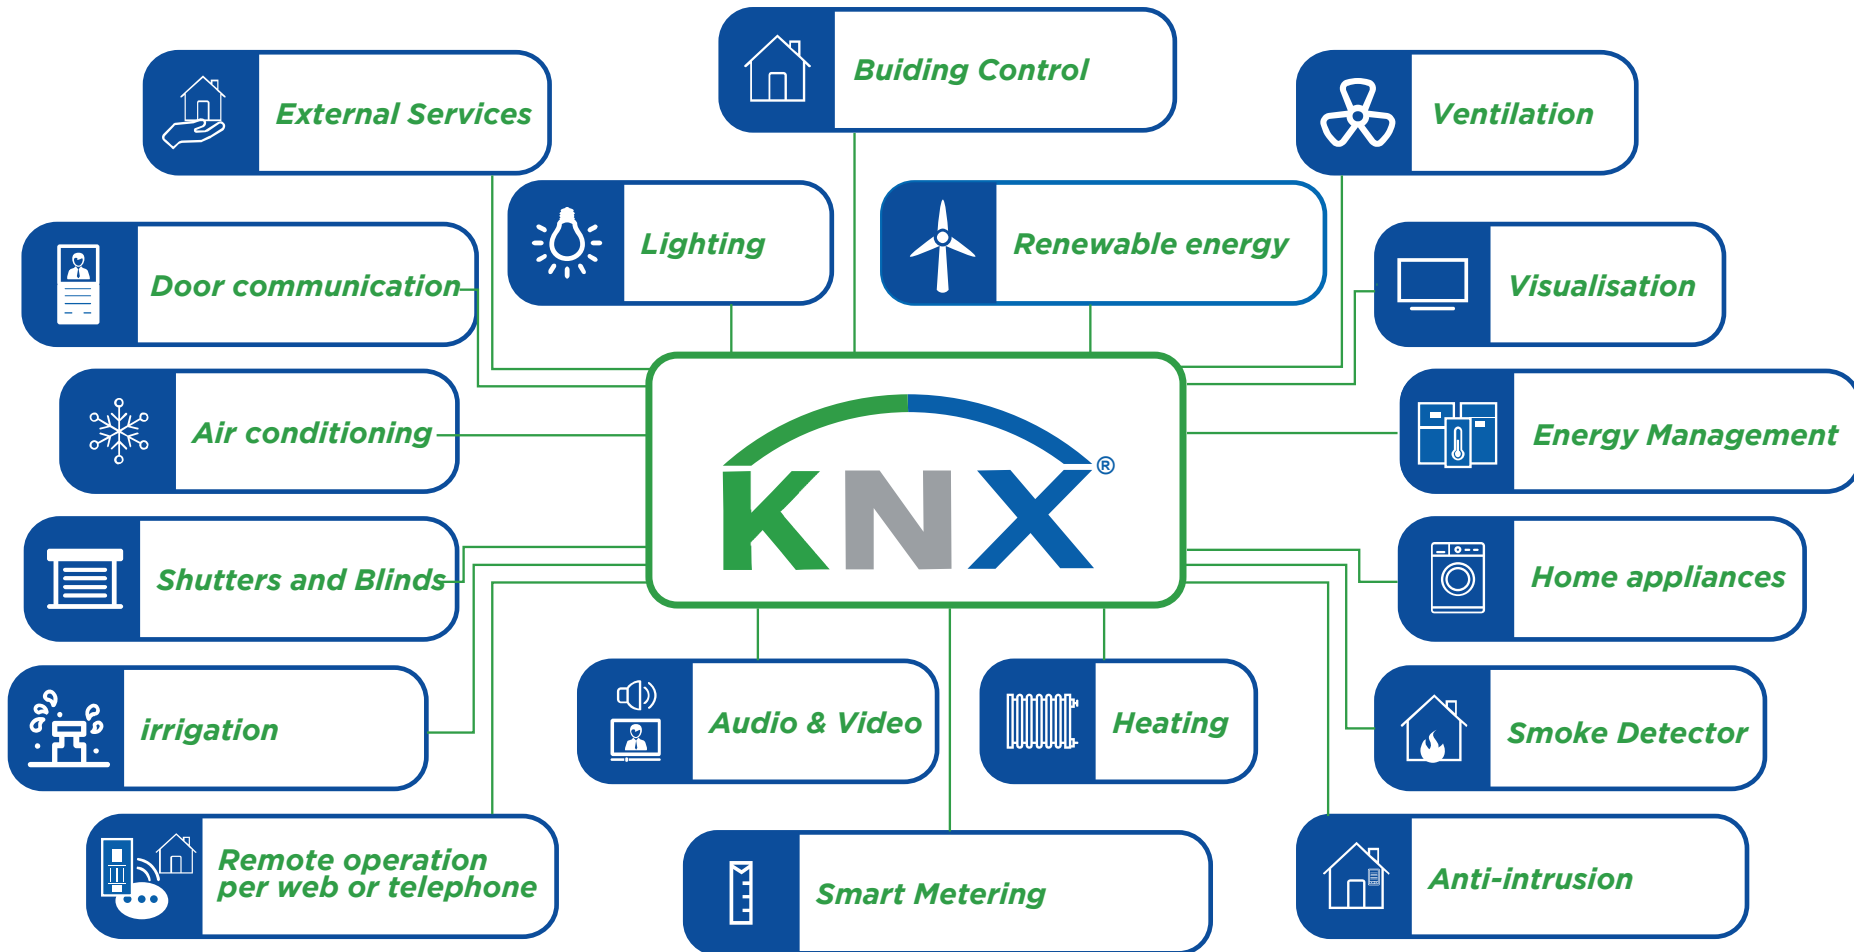 Buiding Control
External Services
Ventilation
Lighting
Renewable energy
Door communication
Visualisation
Air conditioning
KNX®
Energy Management
Shutters and Blinds
Home appliances
irrigation
Audio & Video
Heating
Smoke Detector
Remote operation
per web or telephone
Smart Metering
Anti-intrusion